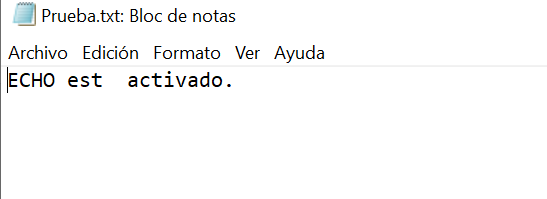 Prueba.txt: Bloc de notas
Archivo Edición Formato Ver Ayuda
ECHO est  activado.